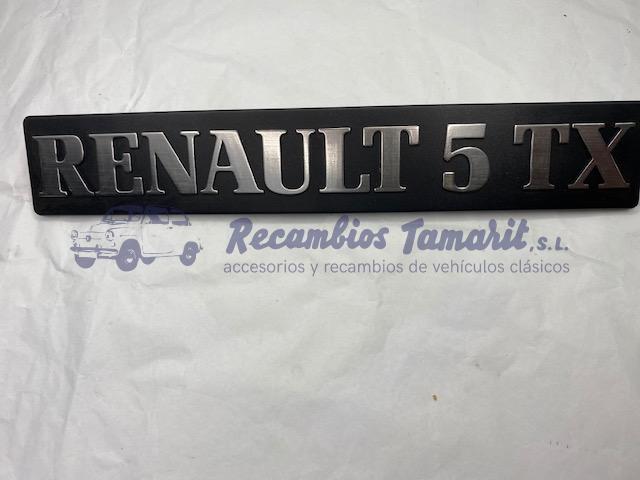 RENAULT 5 TX
Recambios Tamarit, S.L.
accesorios y recambios de vehículos clásicos